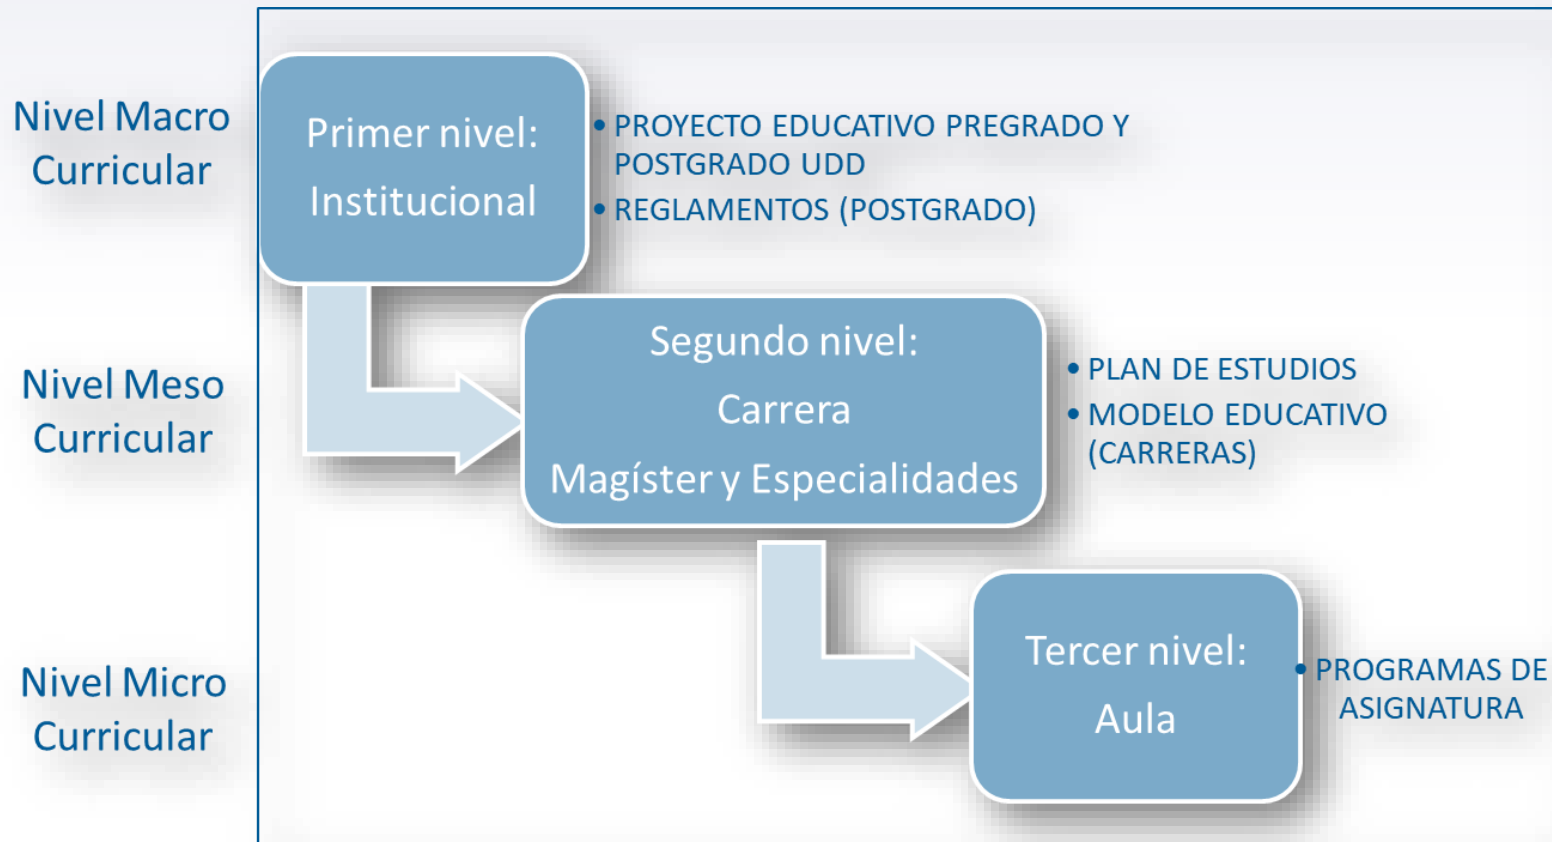 Nivel Macro
Curricular
Primer nivel:
Institucional
• PROYECTO EDUCATIVO PREGRADO Y
POSTGRADO UDD
• REGLAMENTOS (POSTGRADO)
Nivel Meso
Curricular
Segundo nivel:
Carrera
Magíster y Especialidades
• PLAN DE ESTUDIOS
• MODELO EDUCATIVO
(CARRERAS)
Nivel Micro
Curricular
Tercer nivel:
Aula
• PROGRAMAS DE
ASIGNATURA